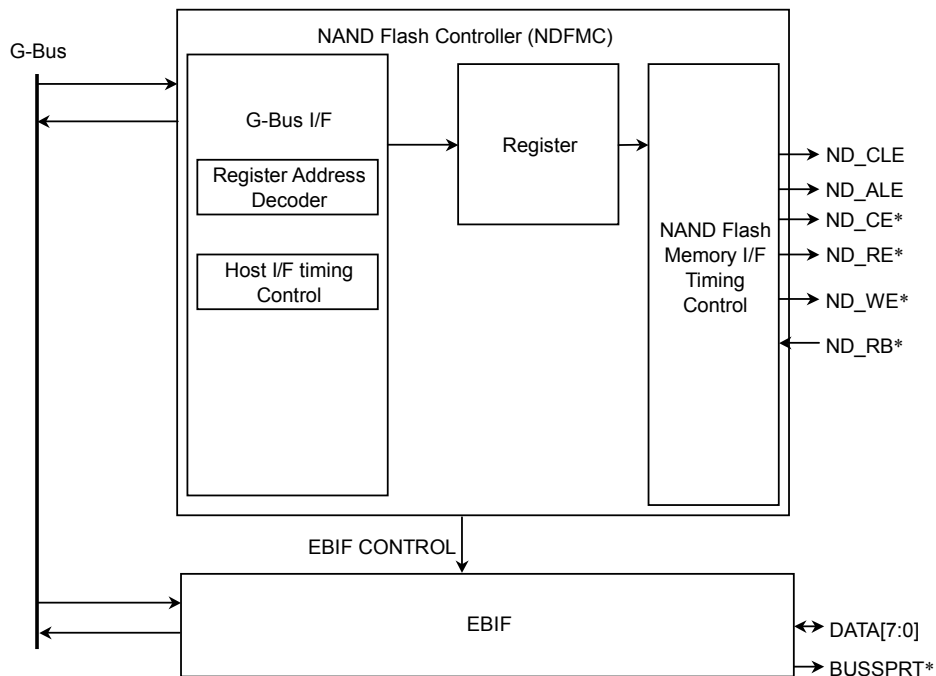 NAND Flash Controller (NDFMC)
G-Bus
G-Bus I/F
Register Address
Decoder
Host I/F timing
Control
Register
NAND Flash
Memory I/F
Timing
Control
ND_CLE
ND_ALE
ND_CE*
ND_RE*
ND_WE*
ND_RB*
EBIF CONTROL
EBIF
DATA[7:0]
BUSSPRT*